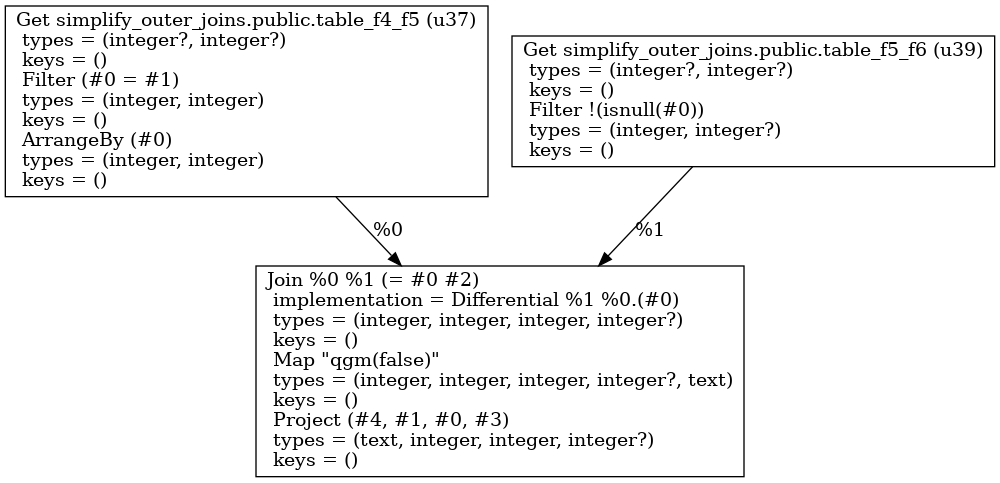 Get simplify_outer_joins.public.table_f4_f5 (u37)
types = (integer?, integer?)
keys = ()
Filter (#0 = #1)
types = (integer, integer)
keys = ()
ArrangeBy (#0)
types = (integer, integer)
keys = ()
Get simplify_outer_joins.public.table_f5_f6 (u39)
types = (integer?, integer?)
keys = ()
Filter !(isnull(#0))
types = (integer, integer?)
keys = ()
%0
%1
Join %0 %1 (= #0 #2)
implementation = Differential %1 %0.(#0)
types = (integer, integer, integer, integer?)
keys = ()
Map "qgm(false)"
types = (integer, integer, integer, integer?, text)
keys = ()
Project (#4, #1, #0, #3)
types = (text, integer, integer, integer?)
keys = ()